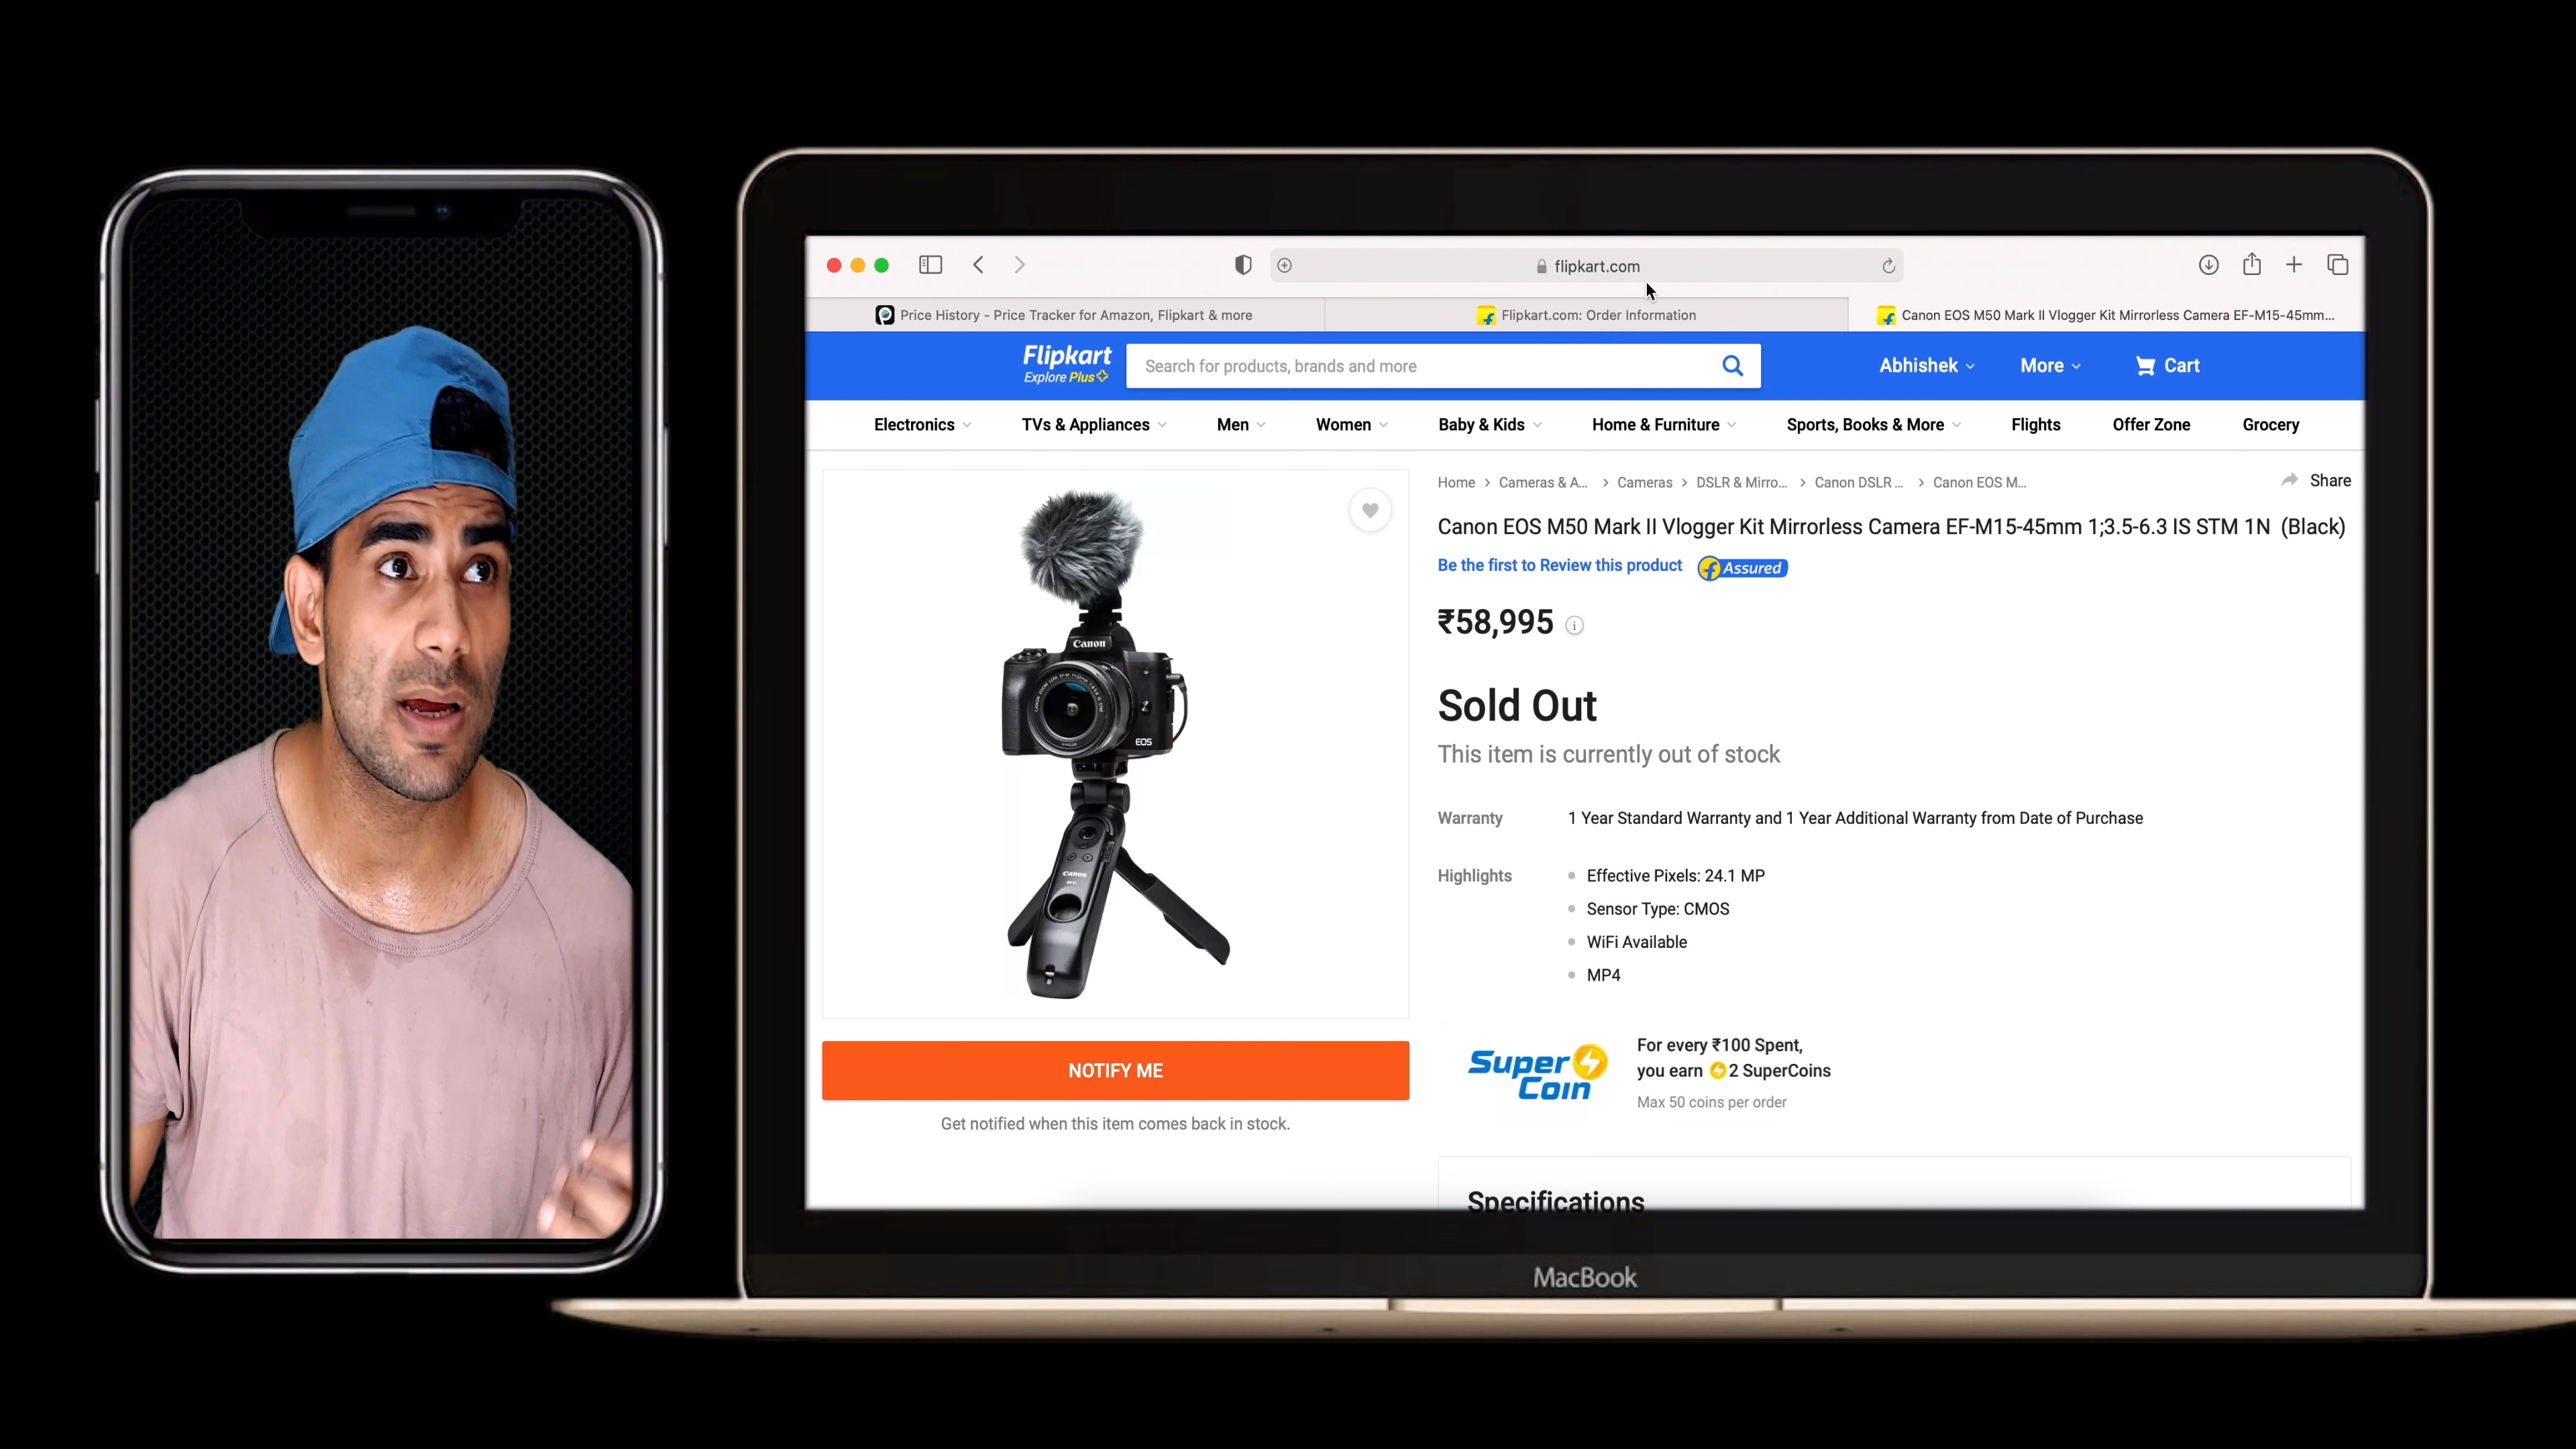 flipkart.com
Price History - Price Tracker for Amazon, Flipkart & more
Flipkart.com: Order Information
Canon EOS M50 Mark II Vlogger Kit Mirrorless Camera EF-M15-45mm...
Flipkart
Explore Plus
Search for products, brands and more
Abhishek
More
Cart
Electronics
TVs & Appliances
Men
Women
Baby & Kids
Home & Furniture
Sports, Books & More
Flights
Offer Zone
Grocery
Home > Cameras & A... > Cameras > DSLR & Mirro... > Canon DSLR ... > Canon EOS M...
Share
Canon EOS M50 Mark II Vlogger Kit Mirrorless Camera EF-M15-45mm 1;3.5-6.3 IS STM 1N (Black)
Be the first to Review this product
Assured
₹58,995
Sold Out
This item is currently out of stock
Warranty
1 Year Standard Warranty and 1 Year Additional Warranty from Date of Purchase
Highlights
Effective Pixels: 24.1 MP
Sensor Type: CMOS
WiFi Available
MP4
Canon
EOS
Canon
NOTIFY ME
Get notified when this item comes back in stock.
Super
Coin
For every ₹100 Spent,
you earn 2 SuperCoins
Max 50 coins per order
Specifications
MacBook